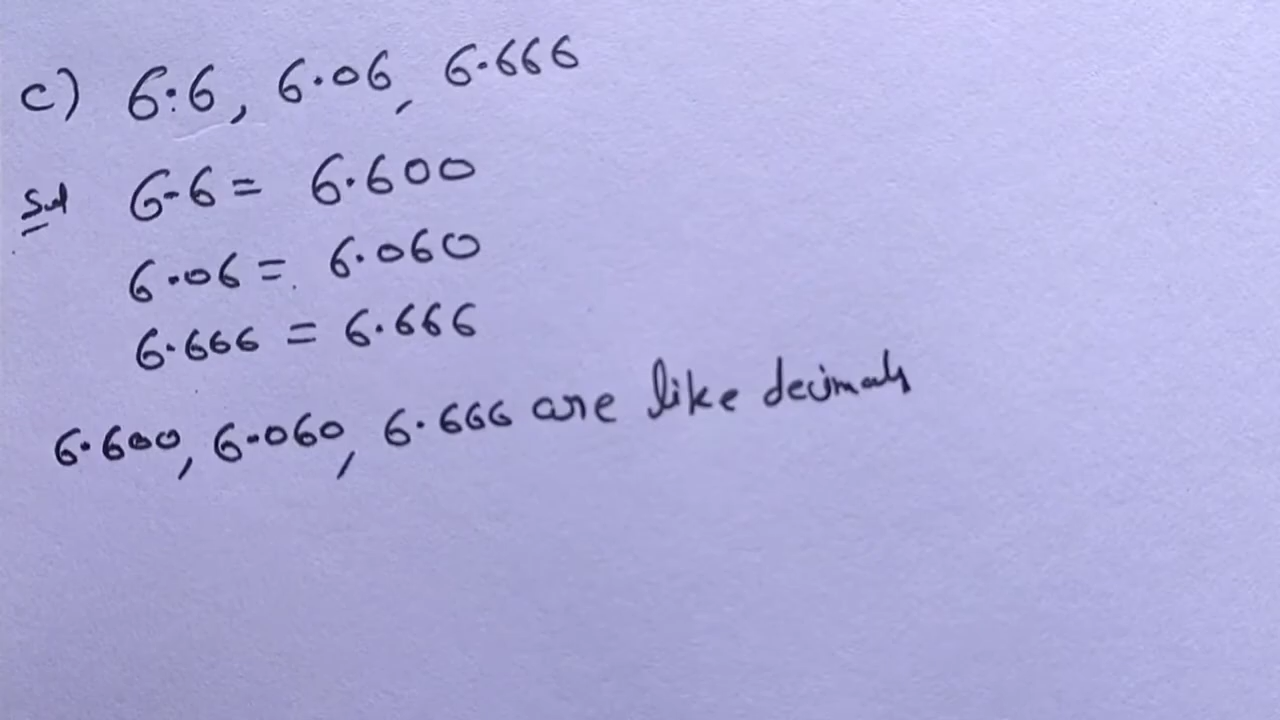 c) 6.6, 6.06, 6.666
Sol 6.6 = 6.600
6.06 = 6.060
6.666 = 6.666
6.600, 6.060, 6.666 are like decimals